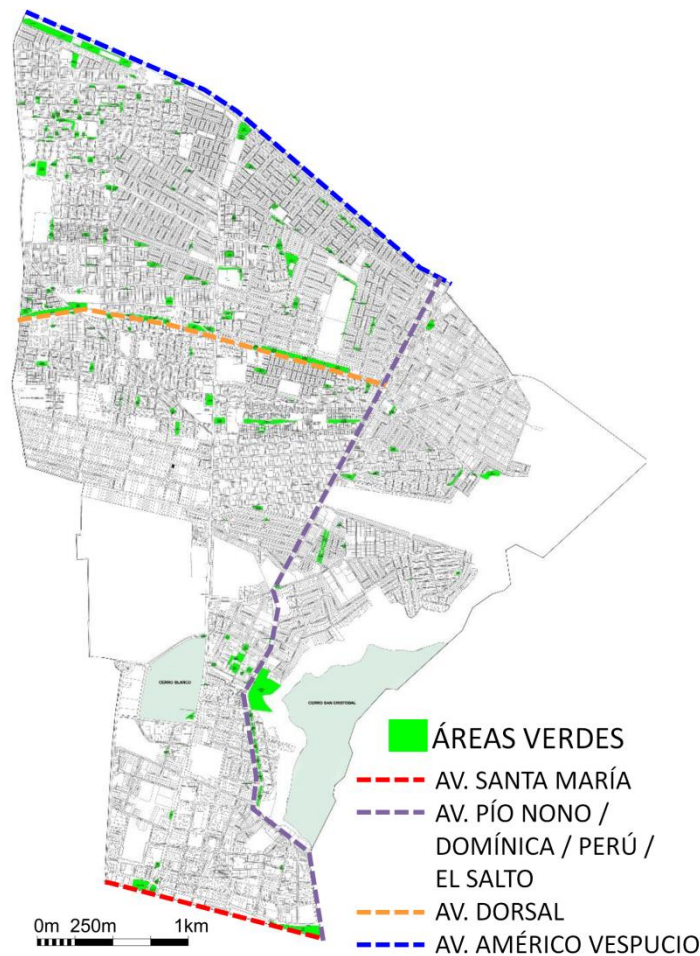 CERRO BLANCO
CERRO SAN CRISTOBAL
ÁREAS VERDES
AV. SANTA MARÍA
AV. PÍO NONO /
DOMÍNICA / PERÚ /
EL SALTO
AV. DORSAL
AV. AMÉRICO VESPUCIO
0m 250m 1km